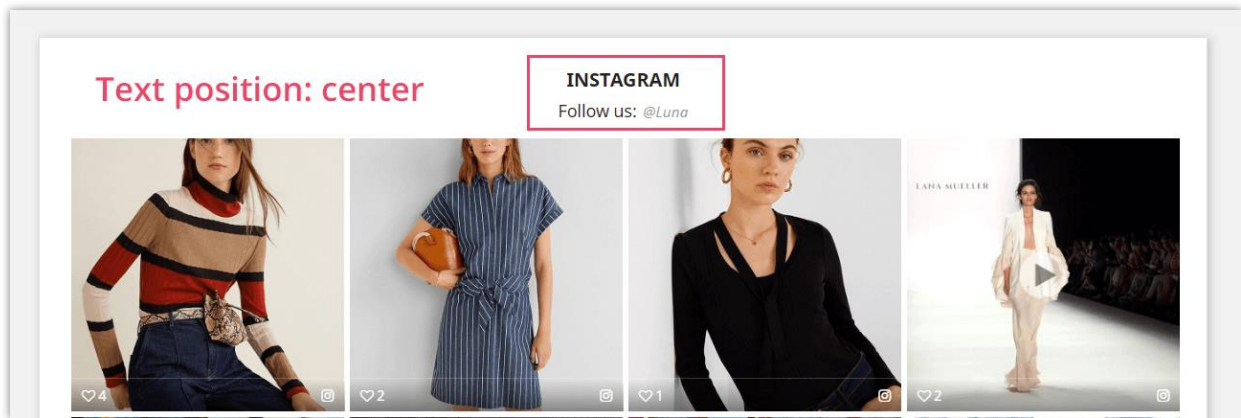 Text position: center
INSTAGRAM
Follow us: @Luna
LANA MUELLER
4
2
1
2